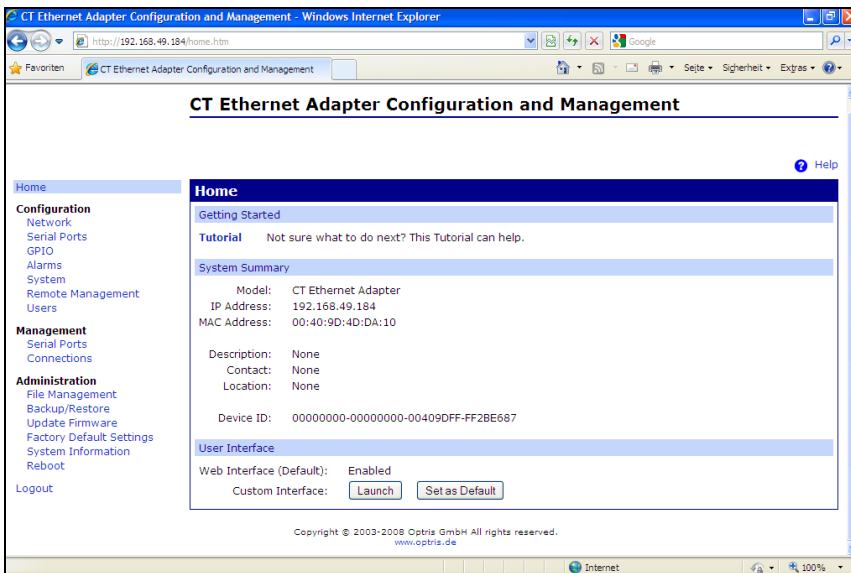 CT Ethernet Adapter Configuration and Management - Windows Internet Explorer
http://192.168.49.184/home.htm
Google
Favoriten
CT Ethernet Adapter Configuration and Management
Seite
Sicherheit
Extras
CT Ethernet Adapter Configuration and Management
Help
Home
Configuration
Network
Serial Ports
GPIO
Alarms
System
Remote Management
Users
Management
Serial Ports
Connections
Administration
File Management
Backup/Restore
Update Firmware
Factory Default Settings
System Information
Reboot
Logout
Home
Getting Started
Tutorial Not sure what to do next? This Tutorial can help.
System Summary
Model: CT Ethernet Adapter
IP Address: 192.168.49.184
MAC Address: 00:40:9D:4D:DA:10
Description: None
Contact: None
Location: None
Device ID: 00000000-00000000-00409DFF-FF2BE687
User Interface
Web Interface (Default): Enabled
Custom Interface: Launch Set as Default
Copyright © 2003-2008 Optris GmbH All rights reserved.
www.optris.de
Internet
100%